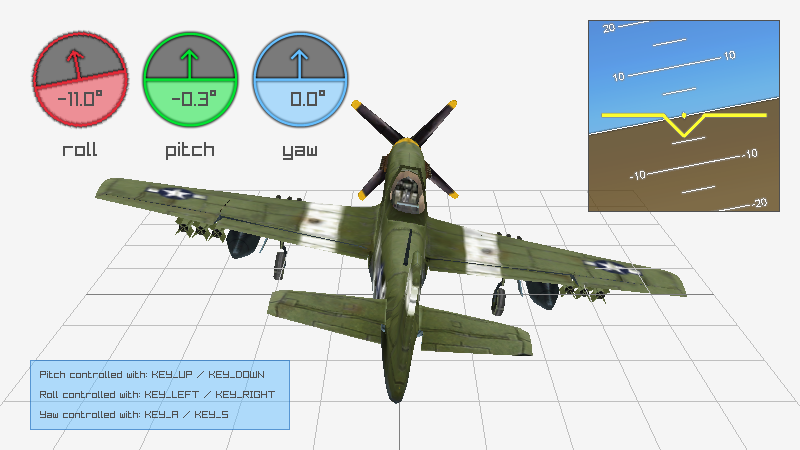 -11.0°
-0.3°
0.0°
roll
pitch
yaw
20
10
10
-10
-10
-20
Pitch controlled with: KEY_UP / KEY_DOWN
Roll controlled with: KEY_LEFT / KEY_RIGHT
Yaw controlled with: KEY_A / KEY_S